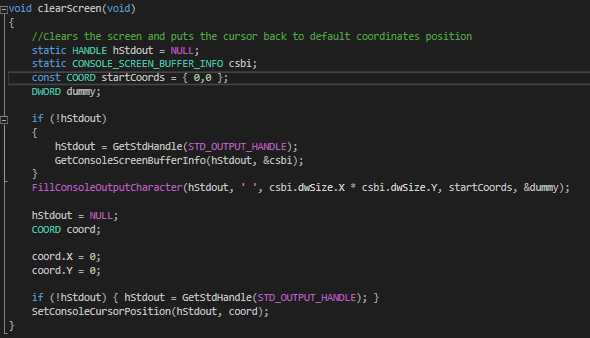 void clearScreen(void)
{
    //Clears the screen and puts the cursor back to default coordinates position
    static HANDLE hStdout = NULL;
    static CONSOLE_SCREEN_BUFFER_INFO csbi;
    const COORD startCoords = { 0,0 };
    DWORD dummy;

    if (!hStdout)
    {
        hStdout = GetStdHandle(STD_OUTPUT_HANDLE);
        GetConsoleScreenBufferInfo(hStdout, &csbi);
    }
    FillConsoleOutputCharacter(hStdout, ' ', csbi.dwSize.X * csbi.dwSize.Y, startCoords, &dummy);

    hStdout = NULL;
    COORD coord;

    coord.X = 0;
    coord.Y = 0;

    if (!hStdout) { hStdout = GetStdHandle(STD_OUTPUT_HANDLE); }
    SetConsoleCursorPosition(hStdout, coord);
}